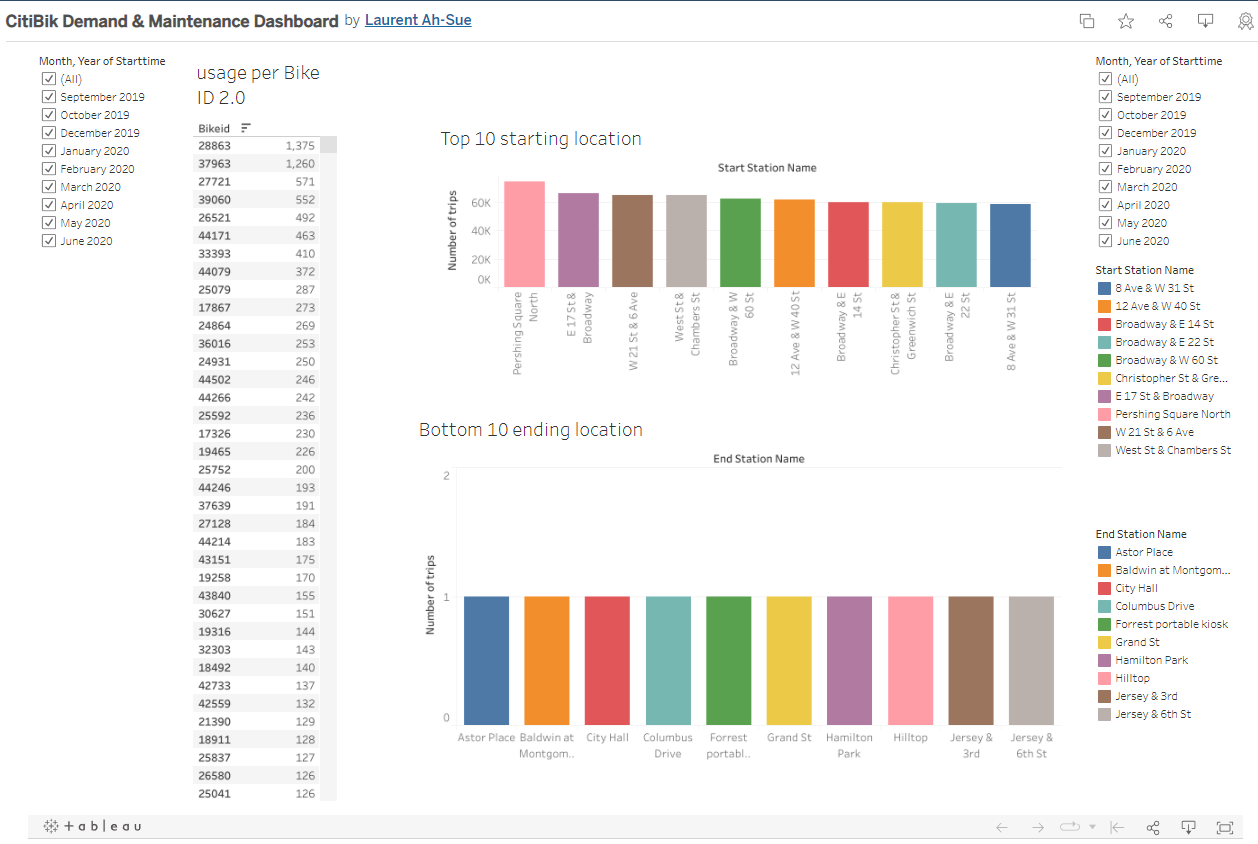 CitiBik Demand & Maintenance Dashboard by Laurent Ah-Sue
Month, Year of Starttime
(All)
September 2019
October 2019
December 2019
January 2020
February 2020
March 2020
April 2020
May 2020
June 2020
usage per Bike
ID 2.0
Bikeid
28863 1,375
37963 1,260
27721 571
39060 552
26521 492
44171 463
33393 410
44079 372
25079 287
17867 273
24864 269
36016 253
24931 250
44502 246
44266 242
25592 236
17326 230
19465 226
25752 200
44246 193
37639 191
27128 184
44214 183
43151 175
19258 170
43840 155
30627 151
19316 144
32303 143
18492 140
42733 137
42559 132
21390 129
18911 128
25837 127
26580 126
25041 126
Top 10 starting location
Start Station Name
Number of trips
60K
40K
20K
0K
Pershing Square
North
E 17 St &
Broadway
W 21 St & 6 Ave
West St &
Chambers St
Broadway & W
60 St
12 Ave & W 40 St
Broadway & E
14 St
Christopher St &
Greenwich St
Broadway & E
22 St
8 Ave & W 31 St
Bottom 10 ending location
End Station Name
Number of trips
2
1
0
Astor Place
Baldwin at
Montgom..
City Hall
Columbus
Drive
Forrest
portabl..
Grand St
Hamilton
Park
Hilltop
Jersey &
3rd
Jersey &
6th St
Month, Year of Starttime
(All)
September 2019
October 2019
December 2019
January 2020
February 2020
March 2020
April 2020
May 2020
June 2020
Start Station Name
8 Ave & W 31 St
12 Ave & W 40 St
Broadway & E 14 St
Broadway & E 22 St
Broadway & W 60 St
Christopher St & Gre...
E 17 St & Broadway
Pershing Square North
W 21 St & 6 Ave
West St & Chambers St
End Station Name
Astor Place
Baldwin at Montgom...
City Hall
Columbus Drive
Forrest portable kiosk
Grand St
Hamilton Park
Hilltop
Jersey & 3rd
Jersey & 6th St
+ a b | e a u